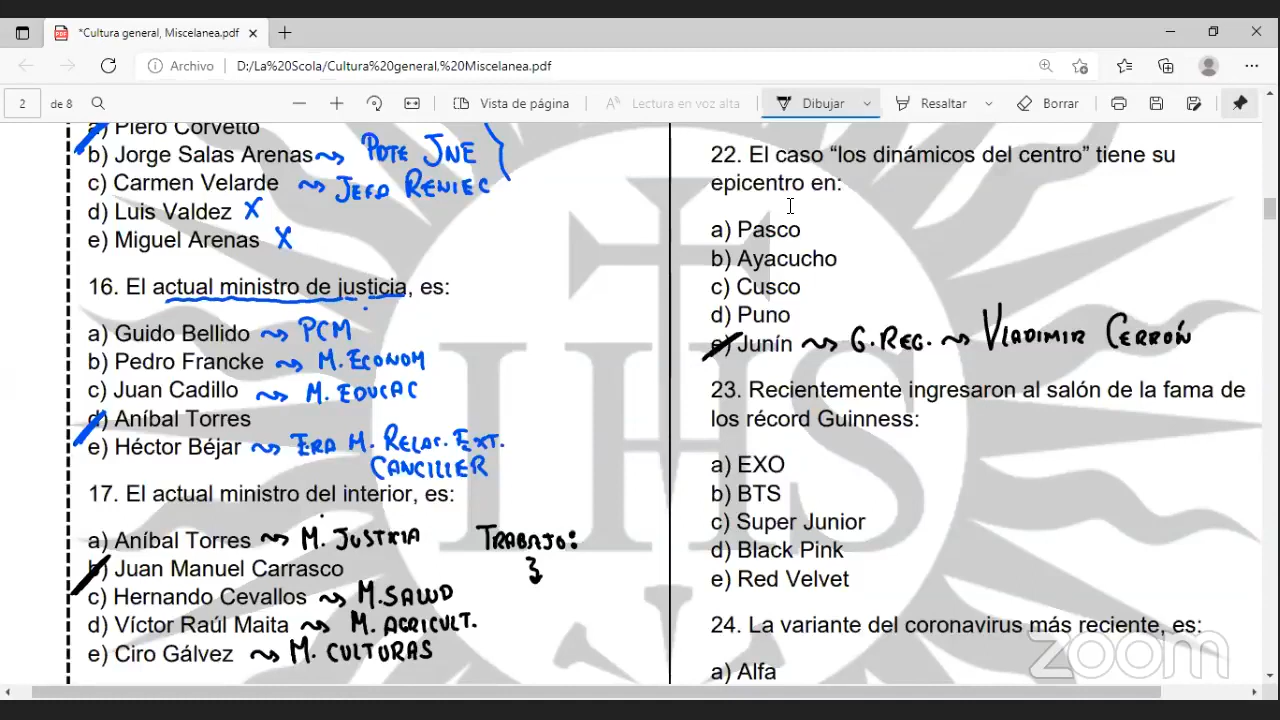 *Cultura general, Miscelanea.pdf
Archivo D:/La%20Scola/Cultura%20general,%20Miscelanea.pdf
2 de 8 Vista de página Lectura en voz alta Dibujar Resaltar Borrar
a) Piero Corvetto
b) Jorge Salas Arenas PDTE JNE
c) Carmen Velarde JEFA RENIEC
d) Luis Valdez X
e) Miguel Arenas X
16. El actual ministro de justicia, es:
a) Guido Bellido PCM
b) Pedro Francke M. ECONOM
c) Juan Cadillo M. EDUCAC
d) Aníbal Torres
e) Héctor Béjar ERA M. RELAC. EXT.
CANCILLER
17. El actual ministro del interior, es:
a) Aníbal Torres M. JUSTICIA TRABAJO:
b) Juan Manuel Carrasco
c) Hernando Cevallos M. SALUD
d) Víctor Raúl Maita M. AGRICULT.
e) Ciro Gálvez M. CULTURAS
22. El caso “los dinámicos del centro” tiene su
epicentro en:
a) Pasco
b) Ayacucho
c) Cusco
d) Puno
e) Junín G. REG. VLADIMIR CERRÓN
23. Recientemente ingresaron al salón de la fama de
los récord Guinness:
a) EXO
b) BTS
c) Super Junior
d) Black Pink
e) Red Velvet
24. La variante del coronavirus más reciente, es:
a) Alfa
IHS
zoom